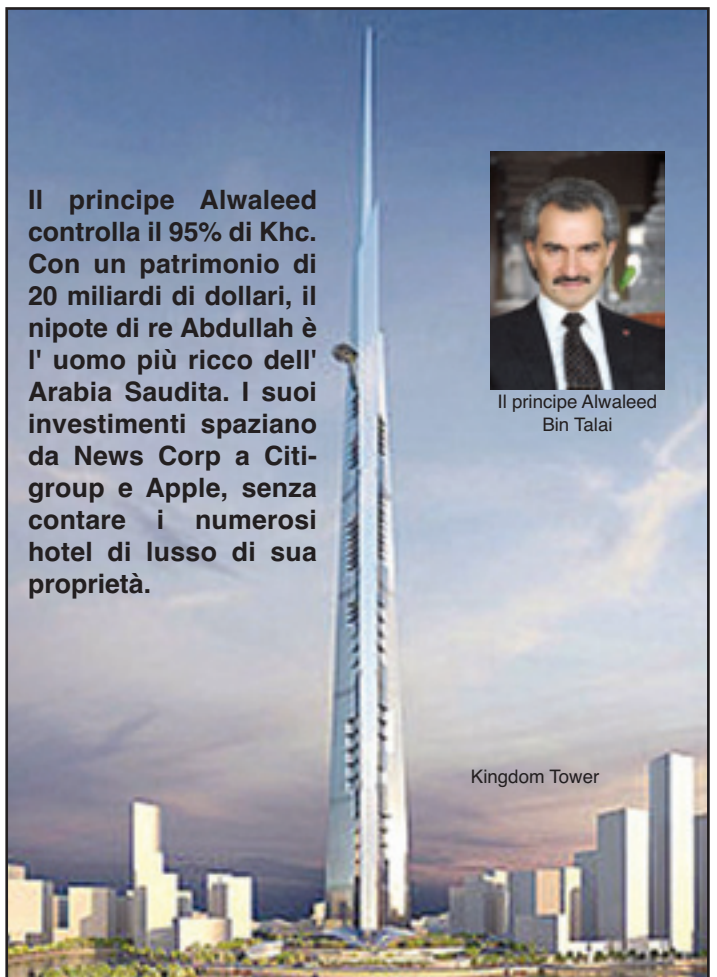 Il principe Alwaleed
controlla il 95% di Khc.
Con un patrimonio di
20 miliardi di dollari, il
nipote di re Abdullah è
l' uomo più ricco dell'
Arabia Saudita. I suoi
investimenti spaziano
da News Corp a Citi-
group e Apple, senza
contare i numerosi
hotel di lusso di sua
proprietà.
Il principe Alwaleed
Bin Talai
Kingdom Tower